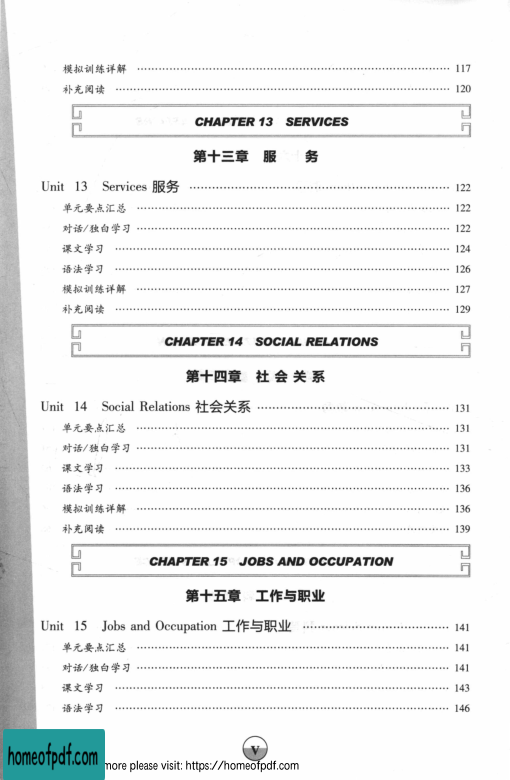 模拟训练详解 …… 117
补充阅读 …… 120
CHAPTER 13 SERVICES
第十三章 服 务
Unit 13 Services 服务 …… 122
单元要点汇总 …… 122
对话/独白学习 …… 122
课文学习 …… 124
语法学习 …… 126
模拟训练详解 …… 127
补充阅读 …… 129
CHAPTER 14 SOCIAL RELATIONS
第十四章 社会关系
Unit 14 Social Relations 社会关系 …… 131
单元要点汇总 …… 131
对话/独白学习 …… 131
课文学习 …… 133
语法学习 …… 136
模拟训练详解 …… 136
补充阅读 …… 139
CHAPTER 15 JOBS AND OCCUPATION
第十五章 工作与职业
Unit 15 Jobs and Occupation 工作与职业 …… 141
单元要点汇总 …… 141
对话/独白学习 …… 141
课文学习 …… 143
语法学习 …… 146
V
homeofpdf.com
more please visit: https://homeofpdf.com